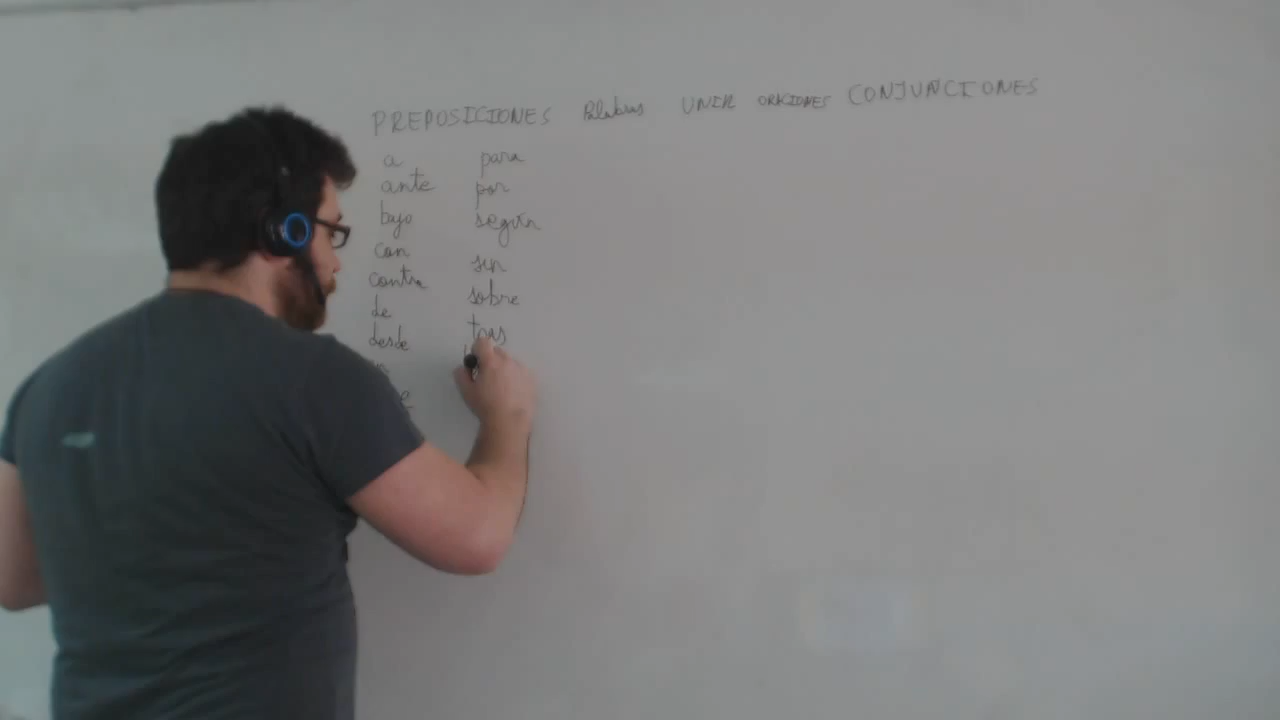 PREPOSICIONES Palabras UNIR ORACIONES CONJUNCIONES
a para
ante por
bajo según
con sin
contra sobre
de tras
desde